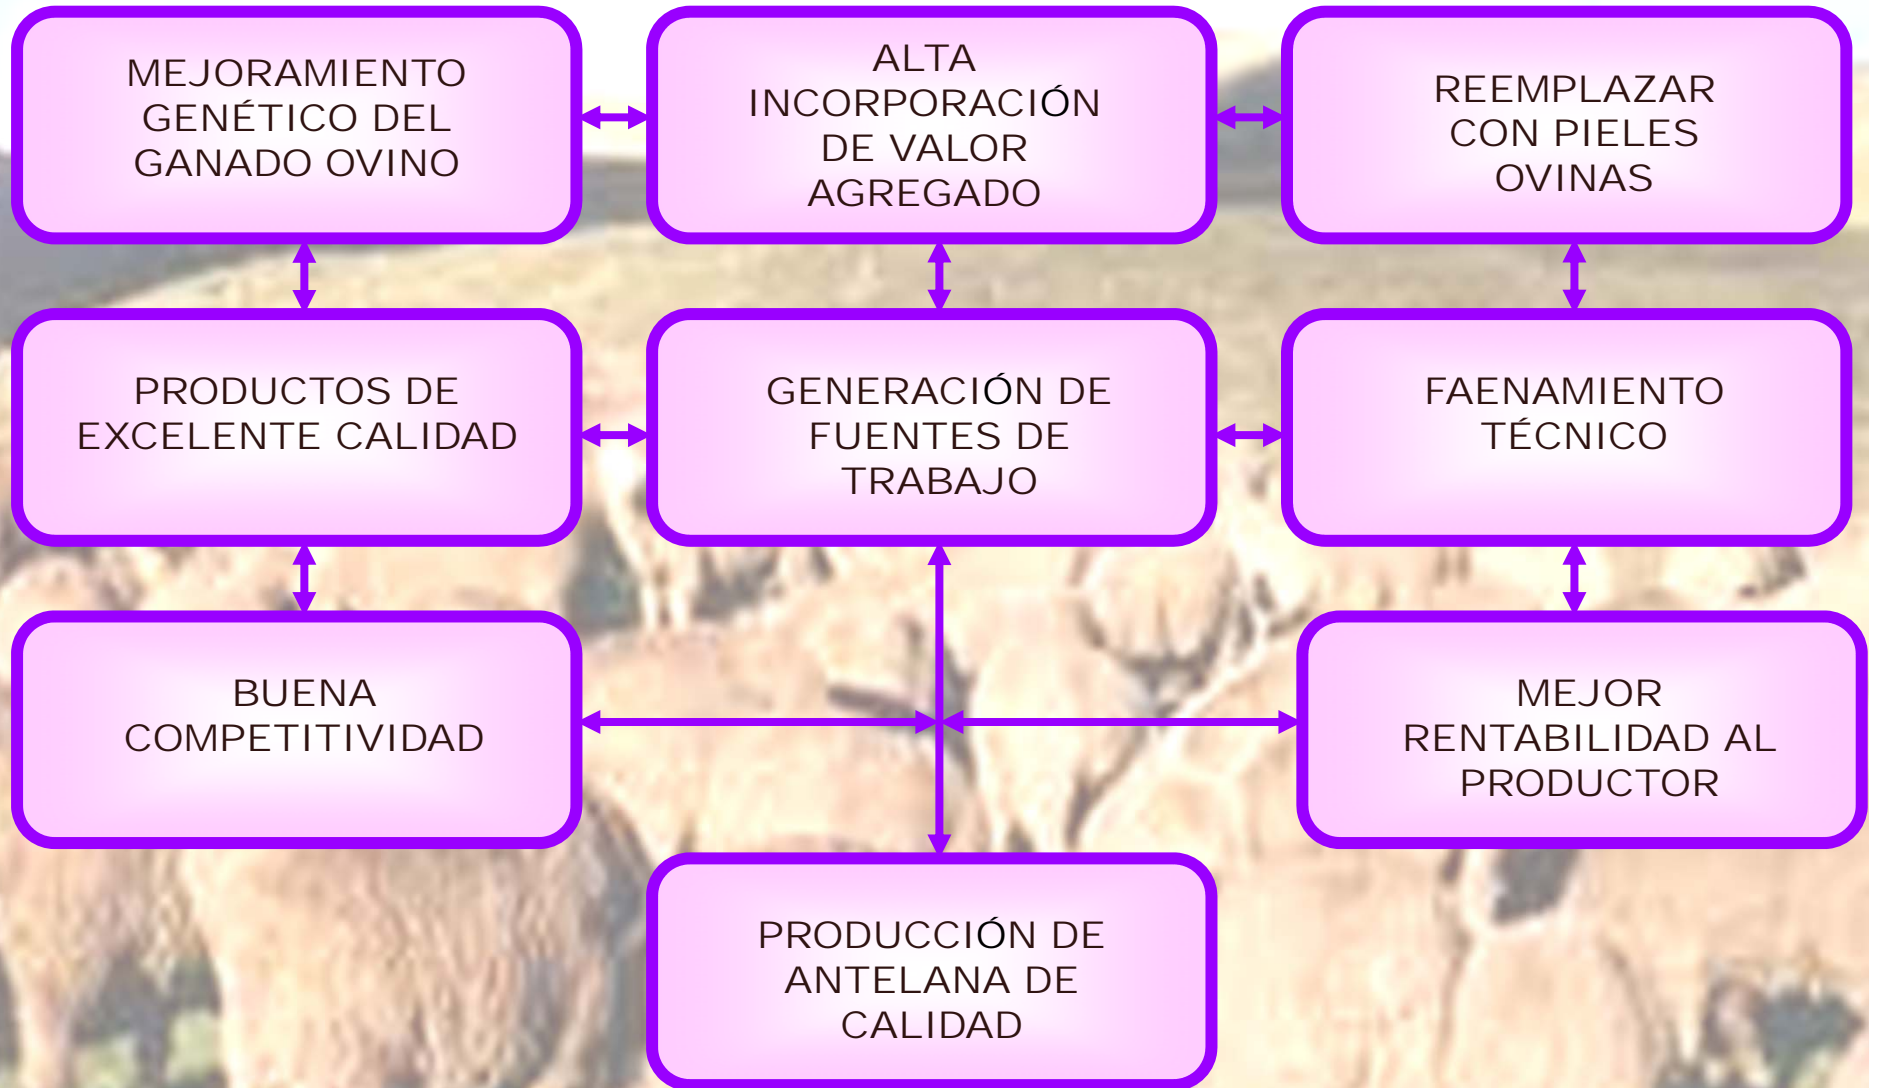 MEJORAMIENTO
GENÉTICO DEL
GANADO OVINO
ALTA
INCORPORACIÓN
DE VALOR
AGREGADO
REEMPLAZAR
CON PIELES
OVINAS
PRODUCTOS DE
EXCELENTE CALIDAD
GENERACIÓN DE
FUENTES DE
TRABAJO
FAENAMIENTO
TÉCNICO
BUENA
COMPETITIVIDAD
MEJOR
RENTABILIDAD AL
PRODUCTOR
PRODUCCIÓN DE
ANTELANA DE
CALIDAD